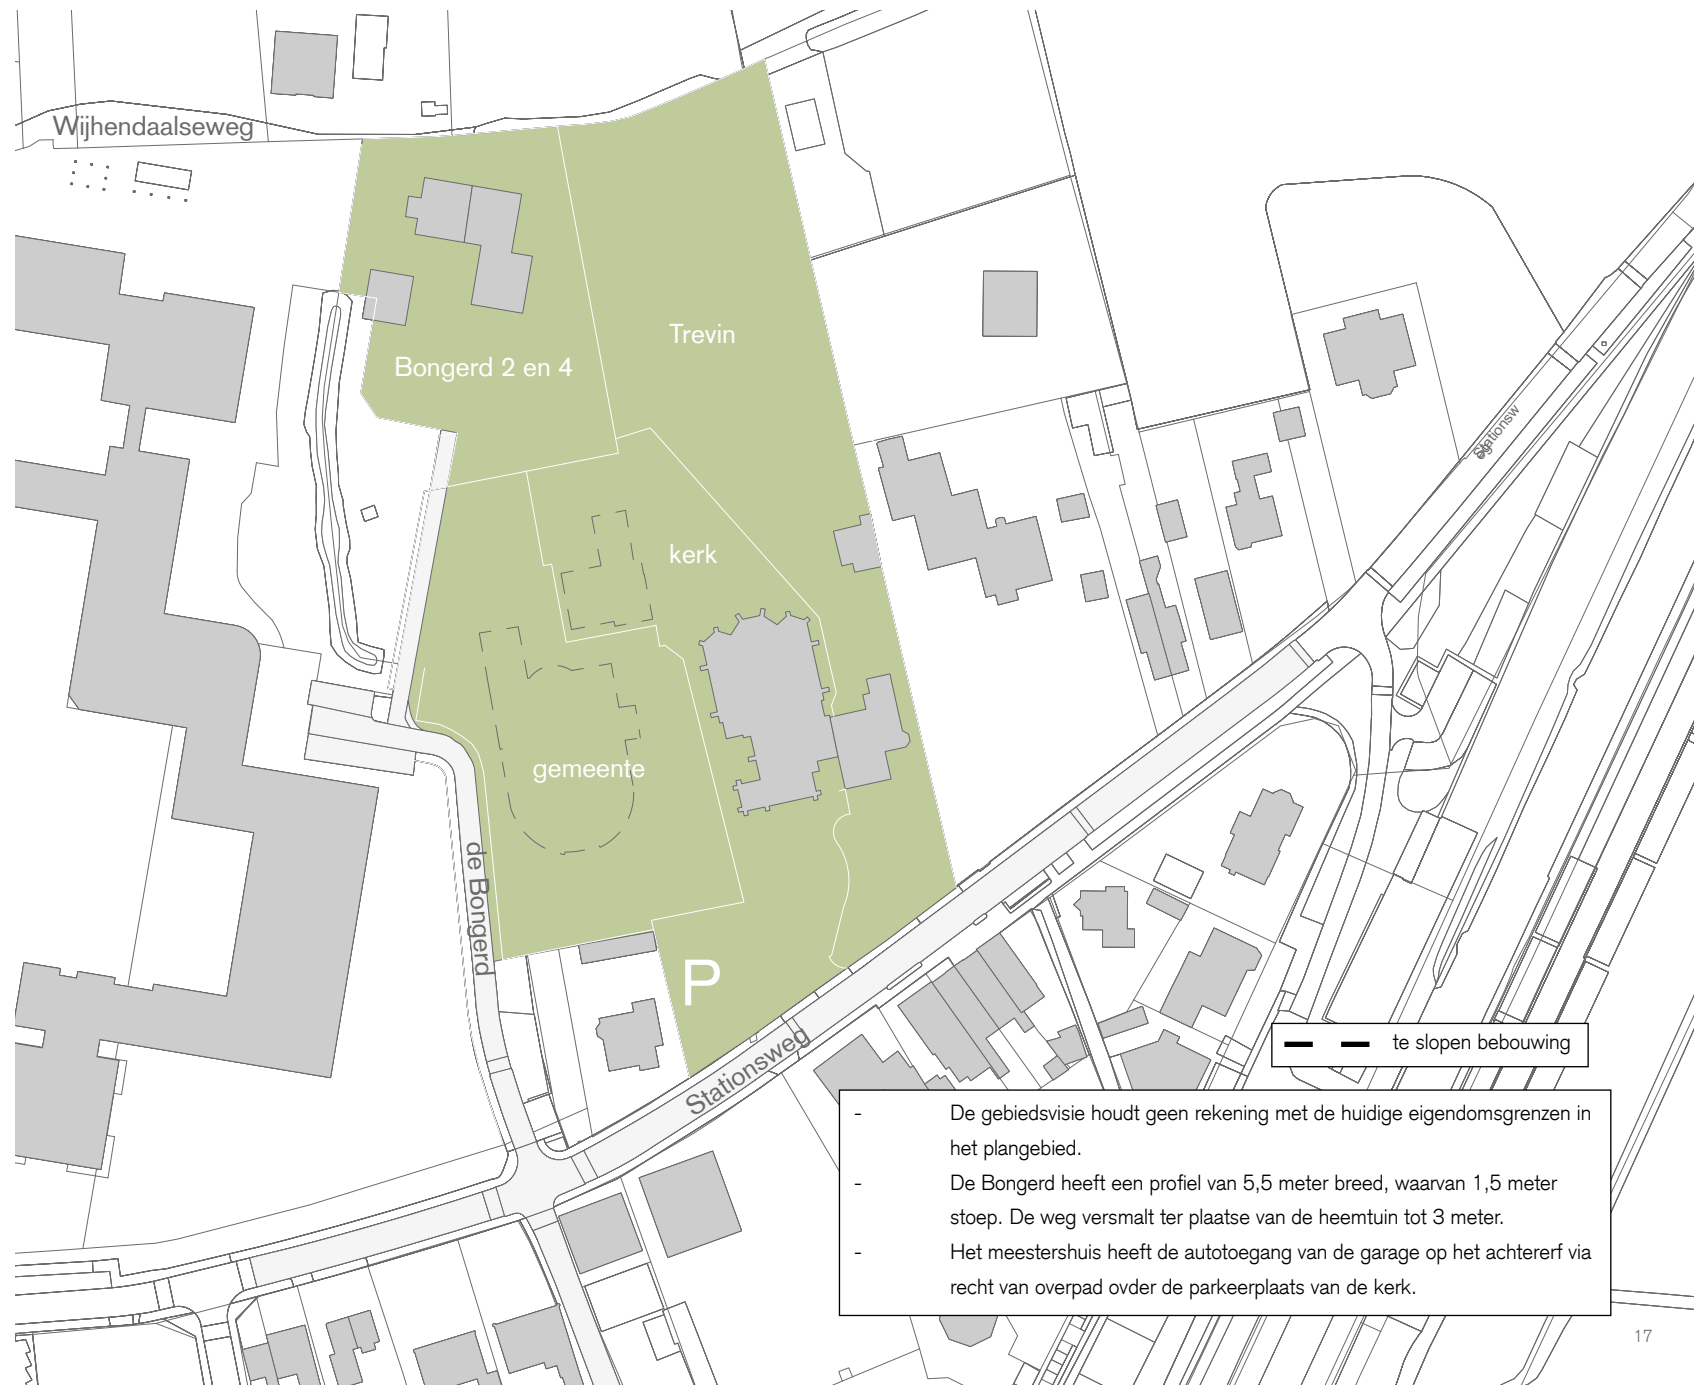 Wijhendaalseweg
Trevin
Bongerd 2 en 4
Stationsw
eg
kerk
gemeente
de Bongerd
P
Stationsweg
te slopen bebouwing
- De gebiedsvisie houdt geen rekening met de huidige eigendomsgrenzen in
het plangebied.
- De Bongerd heeft een profiel van 5,5 meter breed, waarvan 1,5 meter
stoep. De weg versmalt ter plaatse van de heemtuin tot 3 meter.
- Het meestershuis heeft de autotoegang van de garage op het achtererf via
recht van overpad ovder de parkeerplaats van de kerk.
17